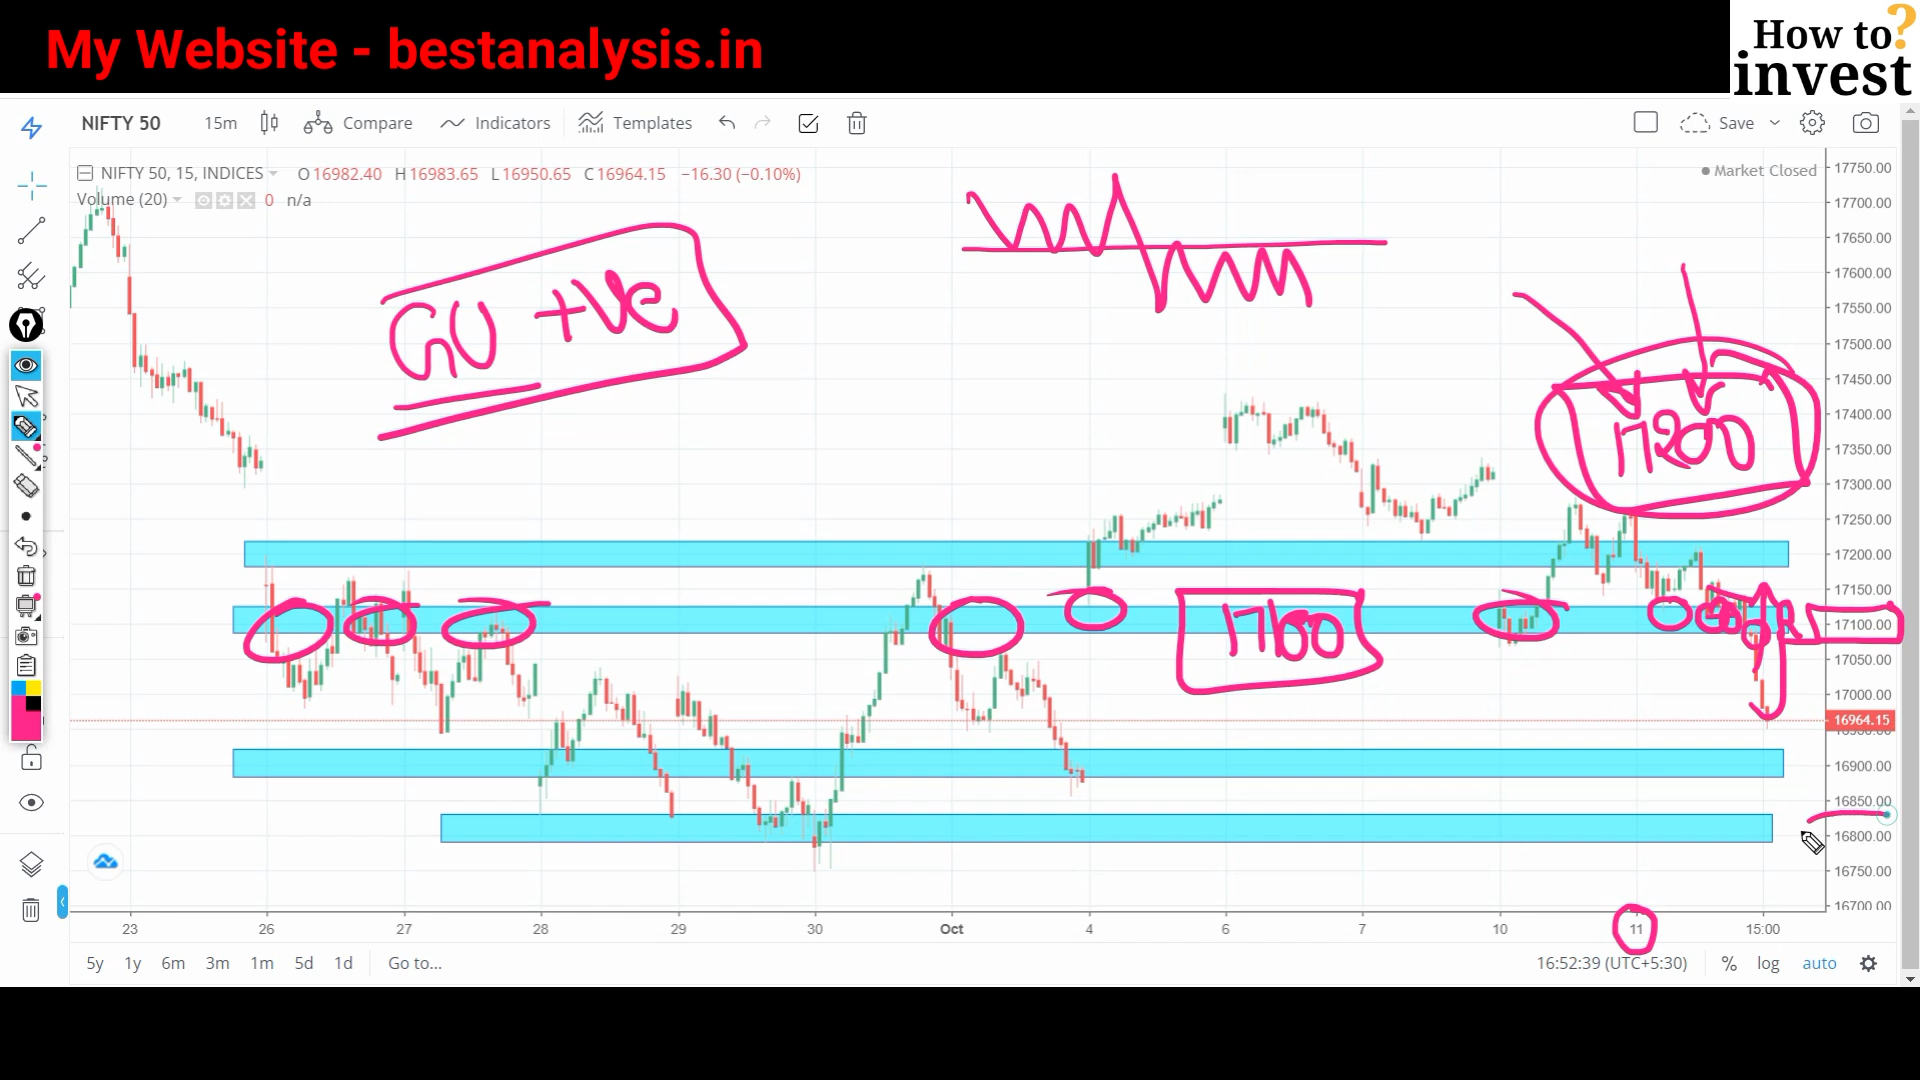 My Website - bestanalysis.in
How to?
invest
NIFTY 50 15m Compare Indicators Templates Save
NIFTY 50, 15, INDICES O16982.40 H16983.65 L16950.65 C16964.15 −16.30 (−0.10%)
Market Closed
Volume (20) 0 n/a
GU +ve
17200
17100
17750.00
17700.00
17650.00
17600.00
17550.00
17500.00
17450.00
17400.00
17350.00
17300.00
17250.00
17200.00
17150.00
17100.00
17050.00
17000.00
16964.15
16900.00
16850.00
16800.00
16750.00
16700.00
23 26 27 28 29 30 Oct 4 6 7 10 11 15:00
5y 1y 6m 3m 1m 5d 1d Go to... 16:52:39 (UTC+5:30) % log auto